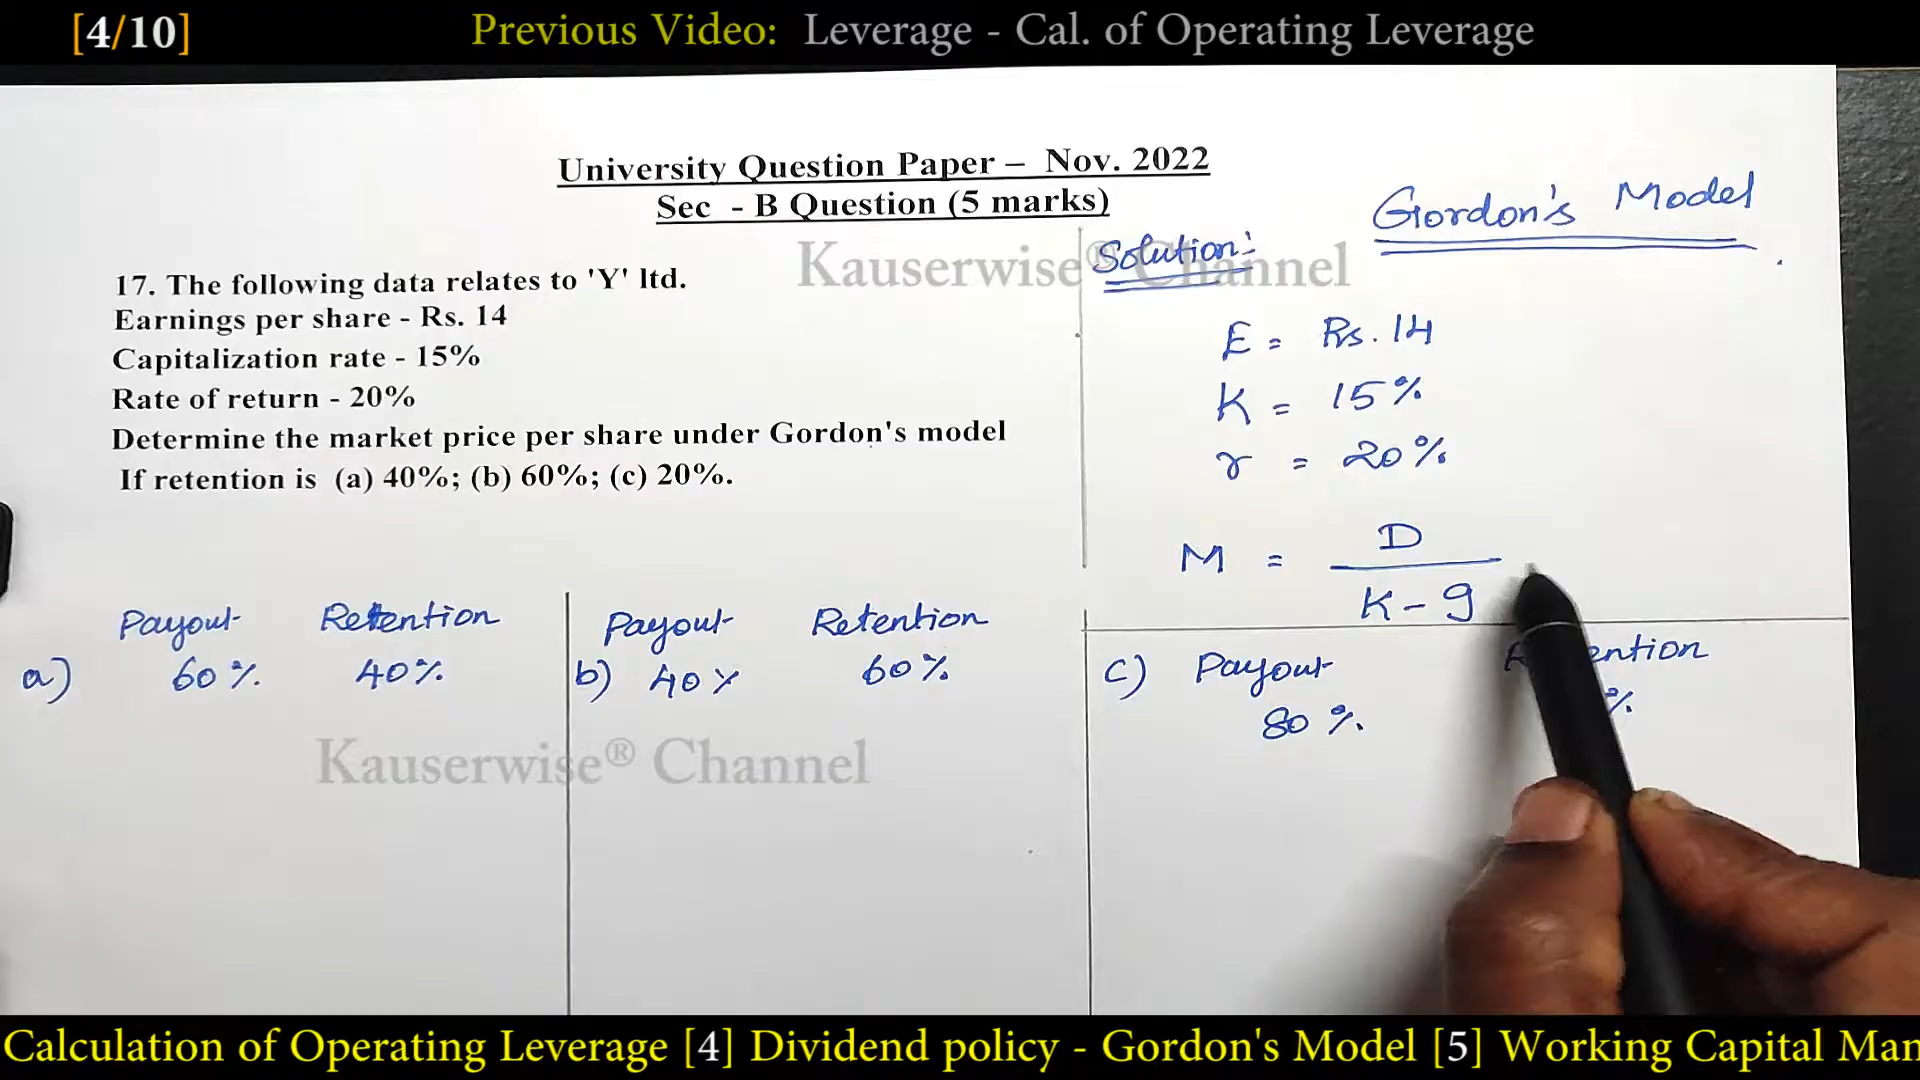 [4/10] Previous Video: Leverage - Cal. of Operating Leverage
University Question Paper – Nov. 2022
Sec - B Question (5 marks)
Gordon's Model
Kauserwise® Channel
Solution:
17. The following data relates to 'Y' ltd.
Earnings per share - Rs. 14
Capitalization rate - 15%
Rate of return - 20%
Determine the market price per share under Gordon's model
If retention is (a) 40%; (b) 60%; (c) 20%.
E = Rs. 14
K = 15%
r = 20%
M = D
K - g
Payout Retention
a) 60%. 40%.
Payout Retention
b) 40% 60%.
c) Payout
80%.
Kauserwise® Channel
Calculation of Operating Leverage [4] Dividend policy - Gordon's Model [5] Working Capital Man